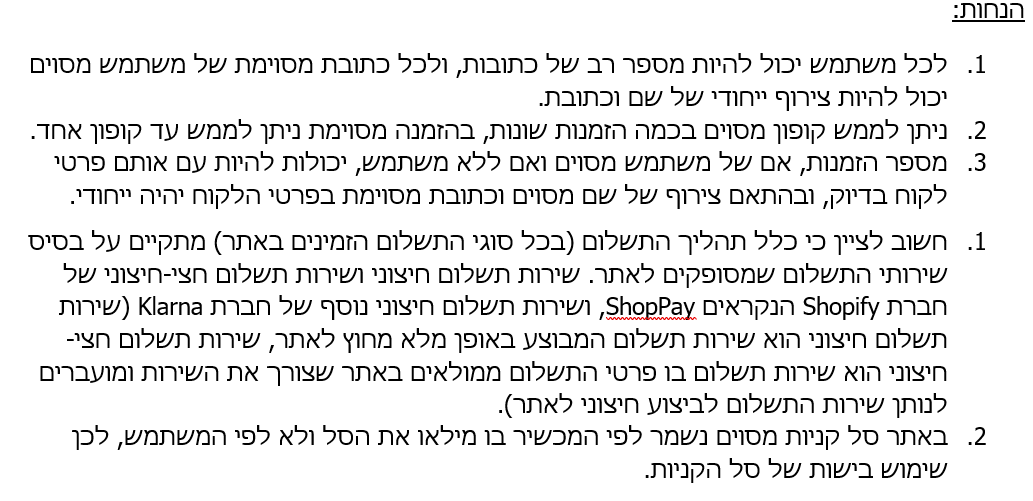 הנחות:
1. לכל משתמש יכול להיות מספר רב של כתובות, ולכל כתובת מסוימת של משתמש מסוים
יכול להיות צירוף ייחודי של שם וכתובת.
2. ניתן לממש קופון מסוים בכמה הזמנות שונות, בהזמנה מסוימת ניתן לממש עד קופון אחד.
3. מספר הזמנות, אם של משתמש מסוים ואם ללא משתמש, יכולות להיות עם אותם פרטי
לקוח בדיוק, ובהתאם צירוף של שם מסוים וכתובת מסוימת בפרטי הלקוח יהיה ייחודי.
1. חשוב לציין כי כלל תהליך התשלום (בכל סוגי התשלום הזמינים באתר) מתקיים על בסיס
שירותי התשלום שמסופקים לאתר. שירות תשלום חיצוני ושירות תשלום חצי-חיצוני של
חברת Shopify הנקראים ShopPay, ושירות תשלום חיצוני נוסף של חברת Klarna (שירות
תשלום חיצוני הוא שירות תשלום המבוצע באופן מלא מחוץ לאתר, שירות תשלום חצי-
חיצוני הוא שירות תשלום בו פרטי התשלום ממולאים באתר שצורך את השירות ומועברים
לנותן שירות התשלום לביצוע חיצוני לאתר).
2. באתר סל קניות מסוים נשמר לפי המכשיר בו מילאו את הסל ולא לפי המשתמש, לכן
שימוש בישות של סל הקניות.